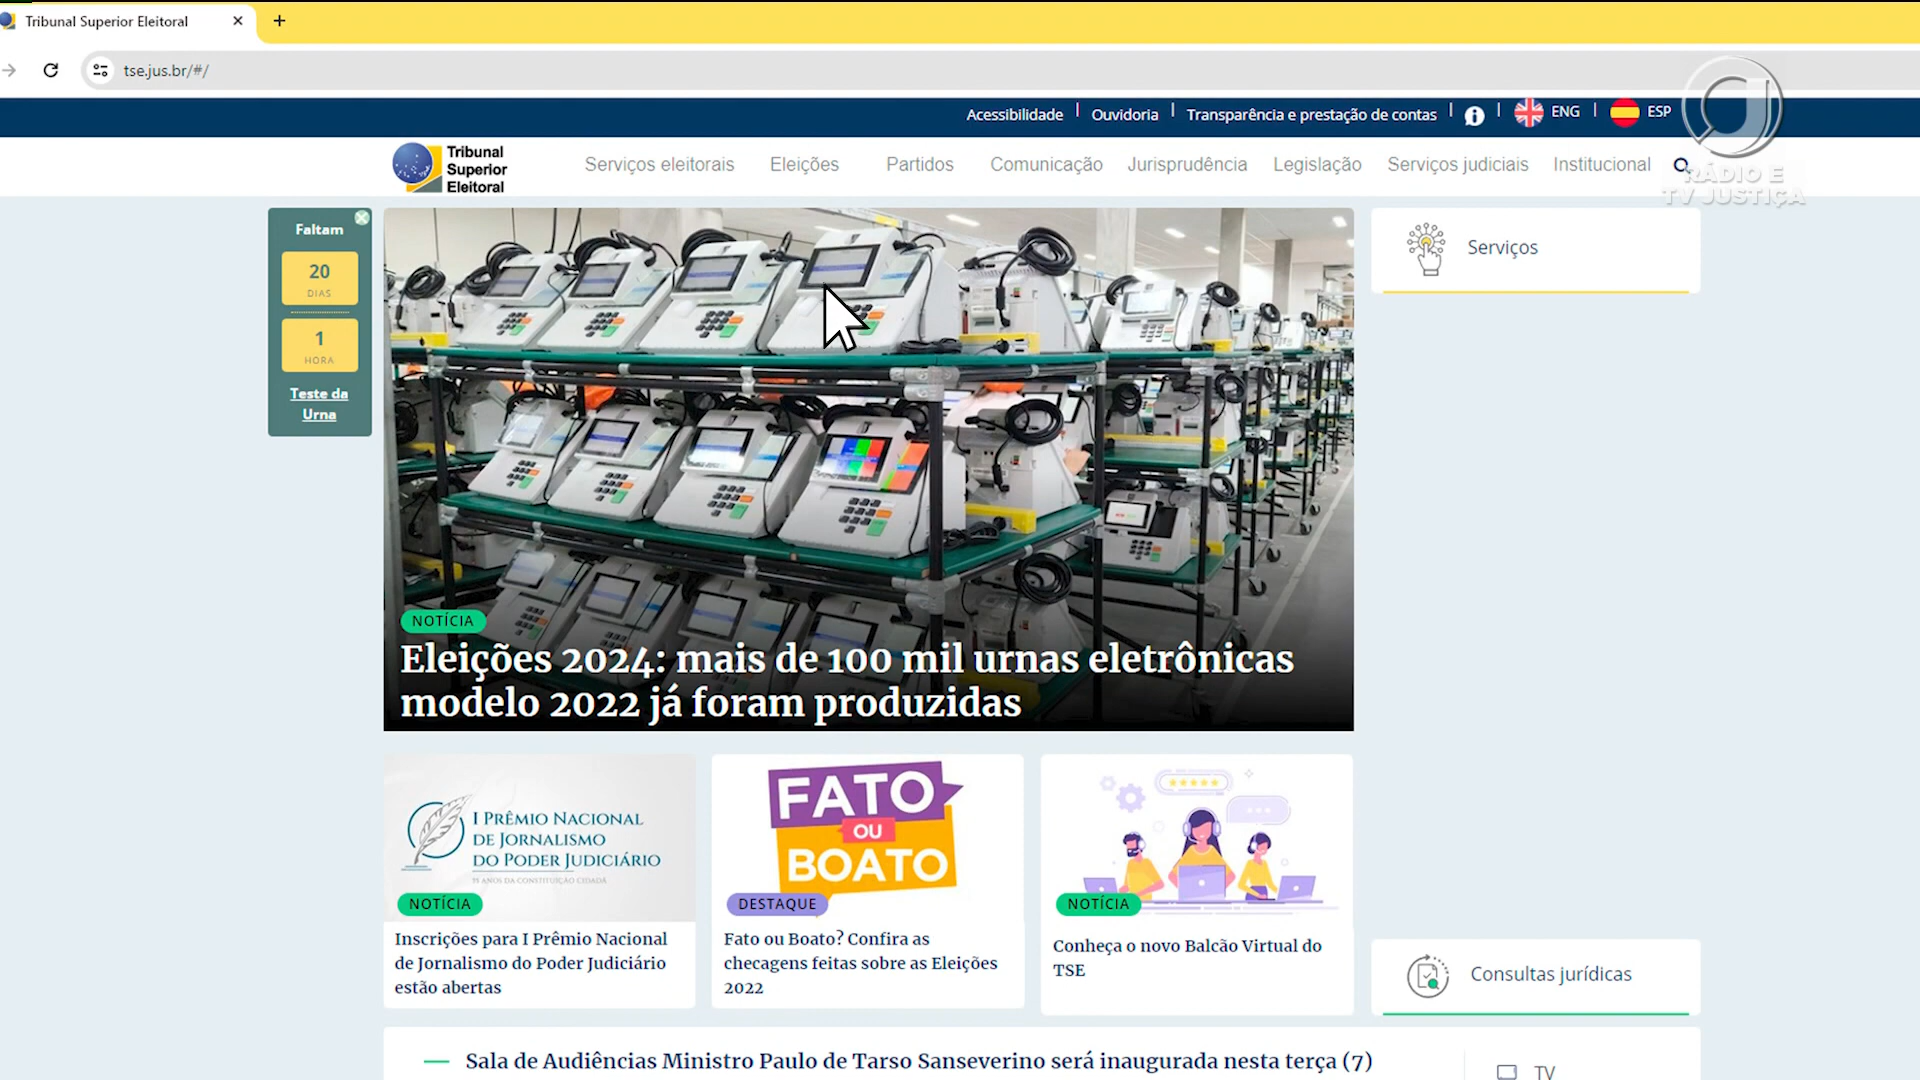 Tribunal Superior Eleitoral
tse.jus.br/#/
Acessibilidade
Ouvidoria
Transparência e prestação de contas
ENG
ESP
Tribunal
Superior
Eleitoral
Serviços eleitorais
Eleições
Partidos
Comunicação
Jurisprudência
Legislação
Serviços judiciais
Institucional
RÁDIO E
TV JUSTIÇA
Faltam
20
DIAS
1
HORA
Teste da
Urna
Serviços
NOTÍCIA
Eleições 2024: mais de 100 mil urnas eletrônicas
modelo 2022 já foram produzidas
I PRÊMIO NACIONAL
DE JORNALISMO
DO PODER JUDICIÁRIO
35 ANOS DA CONSTITUIÇÃO CIDADÃ
NOTÍCIA
Inscrições para I Prêmio Nacional
de Jornalismo do Poder Judiciário
estão abertas
FATO
OU
BOATO
DESTAQUE
Fato ou Boato? Confira as
checagens feitas sobre as Eleições
2022
NOTÍCIA
Conheça o novo Balcão Virtual do
TSE
Consultas jurídicas
Sala de Audiências Ministro Paulo de Tarso Sanseverino será inaugurada nesta terça (7)
TV